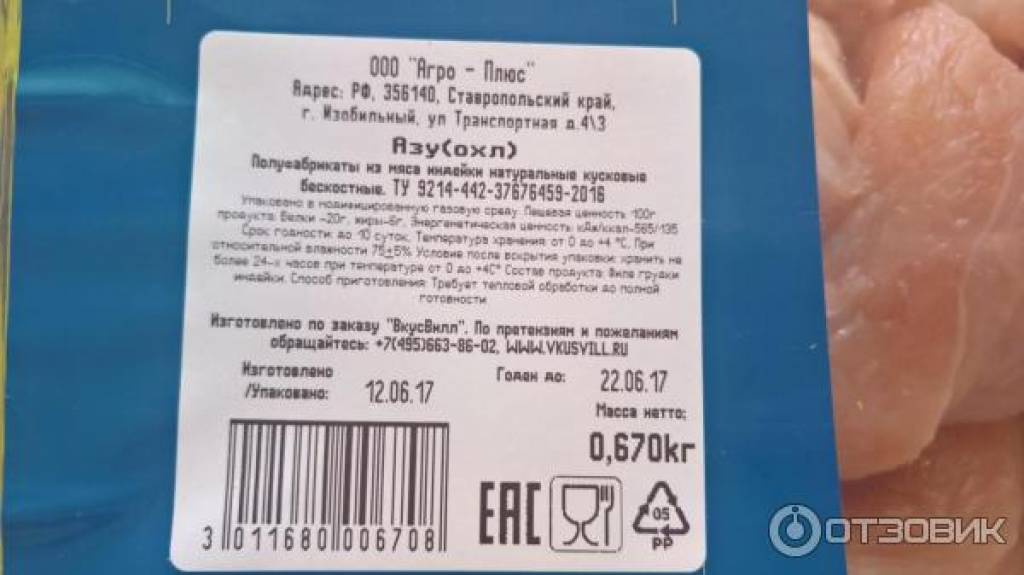 ООО "Агро - Плюс"
Адрес: РФ, 356140, Ставропольский край,
г. Изобильный, ул Транспортная д.4\3
Азу(охл)
Полуфабрикаты из мяса индейки натуральные кусковые
бескостные. ТУ 9214-442-37676459-2016
Упаковано в модифицированную газовую среду. Пищевая ценность 100г
продукта: Белки -20г, жиры-6г. Энергетическая ценность: кДж/ккал-565/135
Срок годности: до 10 суток. Температура хранения: от 0 до +4 °С. При
относительной влажности 75±5% Условие после вскрытия упаковки: хранить не
более 24-х часов при температуре от 0 до +4С° Состав продукта: Филе грудки
индейки. Способ приготовления: Требует тепловой обработки до полной
готовности
Изготовлено по заказу "ВкусВилл". По претензиям и пожеланиям
обращайтесь: +7(495)663-86-02, WWW.VKUSVILL.RU
Изготовлено
/Упаковано: 12.06.17
Годен до: 22.06.17
Масса нетто:
0,670кг
3 011680 006708
EAC
05
PP
ОТЗОВИК